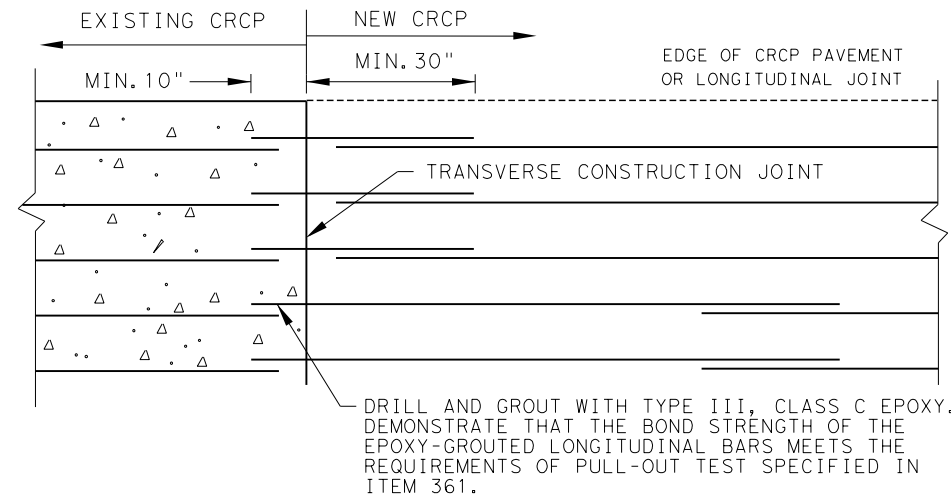 EXISTING CRCP
NEW CRCP
MIN. 10"
MIN. 30"
EDGE OF CRCP PAVEMENT
OR LONGITUDINAL JOINT
TRANSVERSE CONSTRUCTION JOINT
DRILL AND GROUT WITH TYPE III, CLASS C EPOXY.
DEMONSTRATE THAT THE BOND STRENGTH OF THE
EPOXY-GROUTED LONGITUDINAL BARS MEETS THE
REQUIREMENTS OF PULL-OUT TEST SPECIFIED IN
ITEM 361.